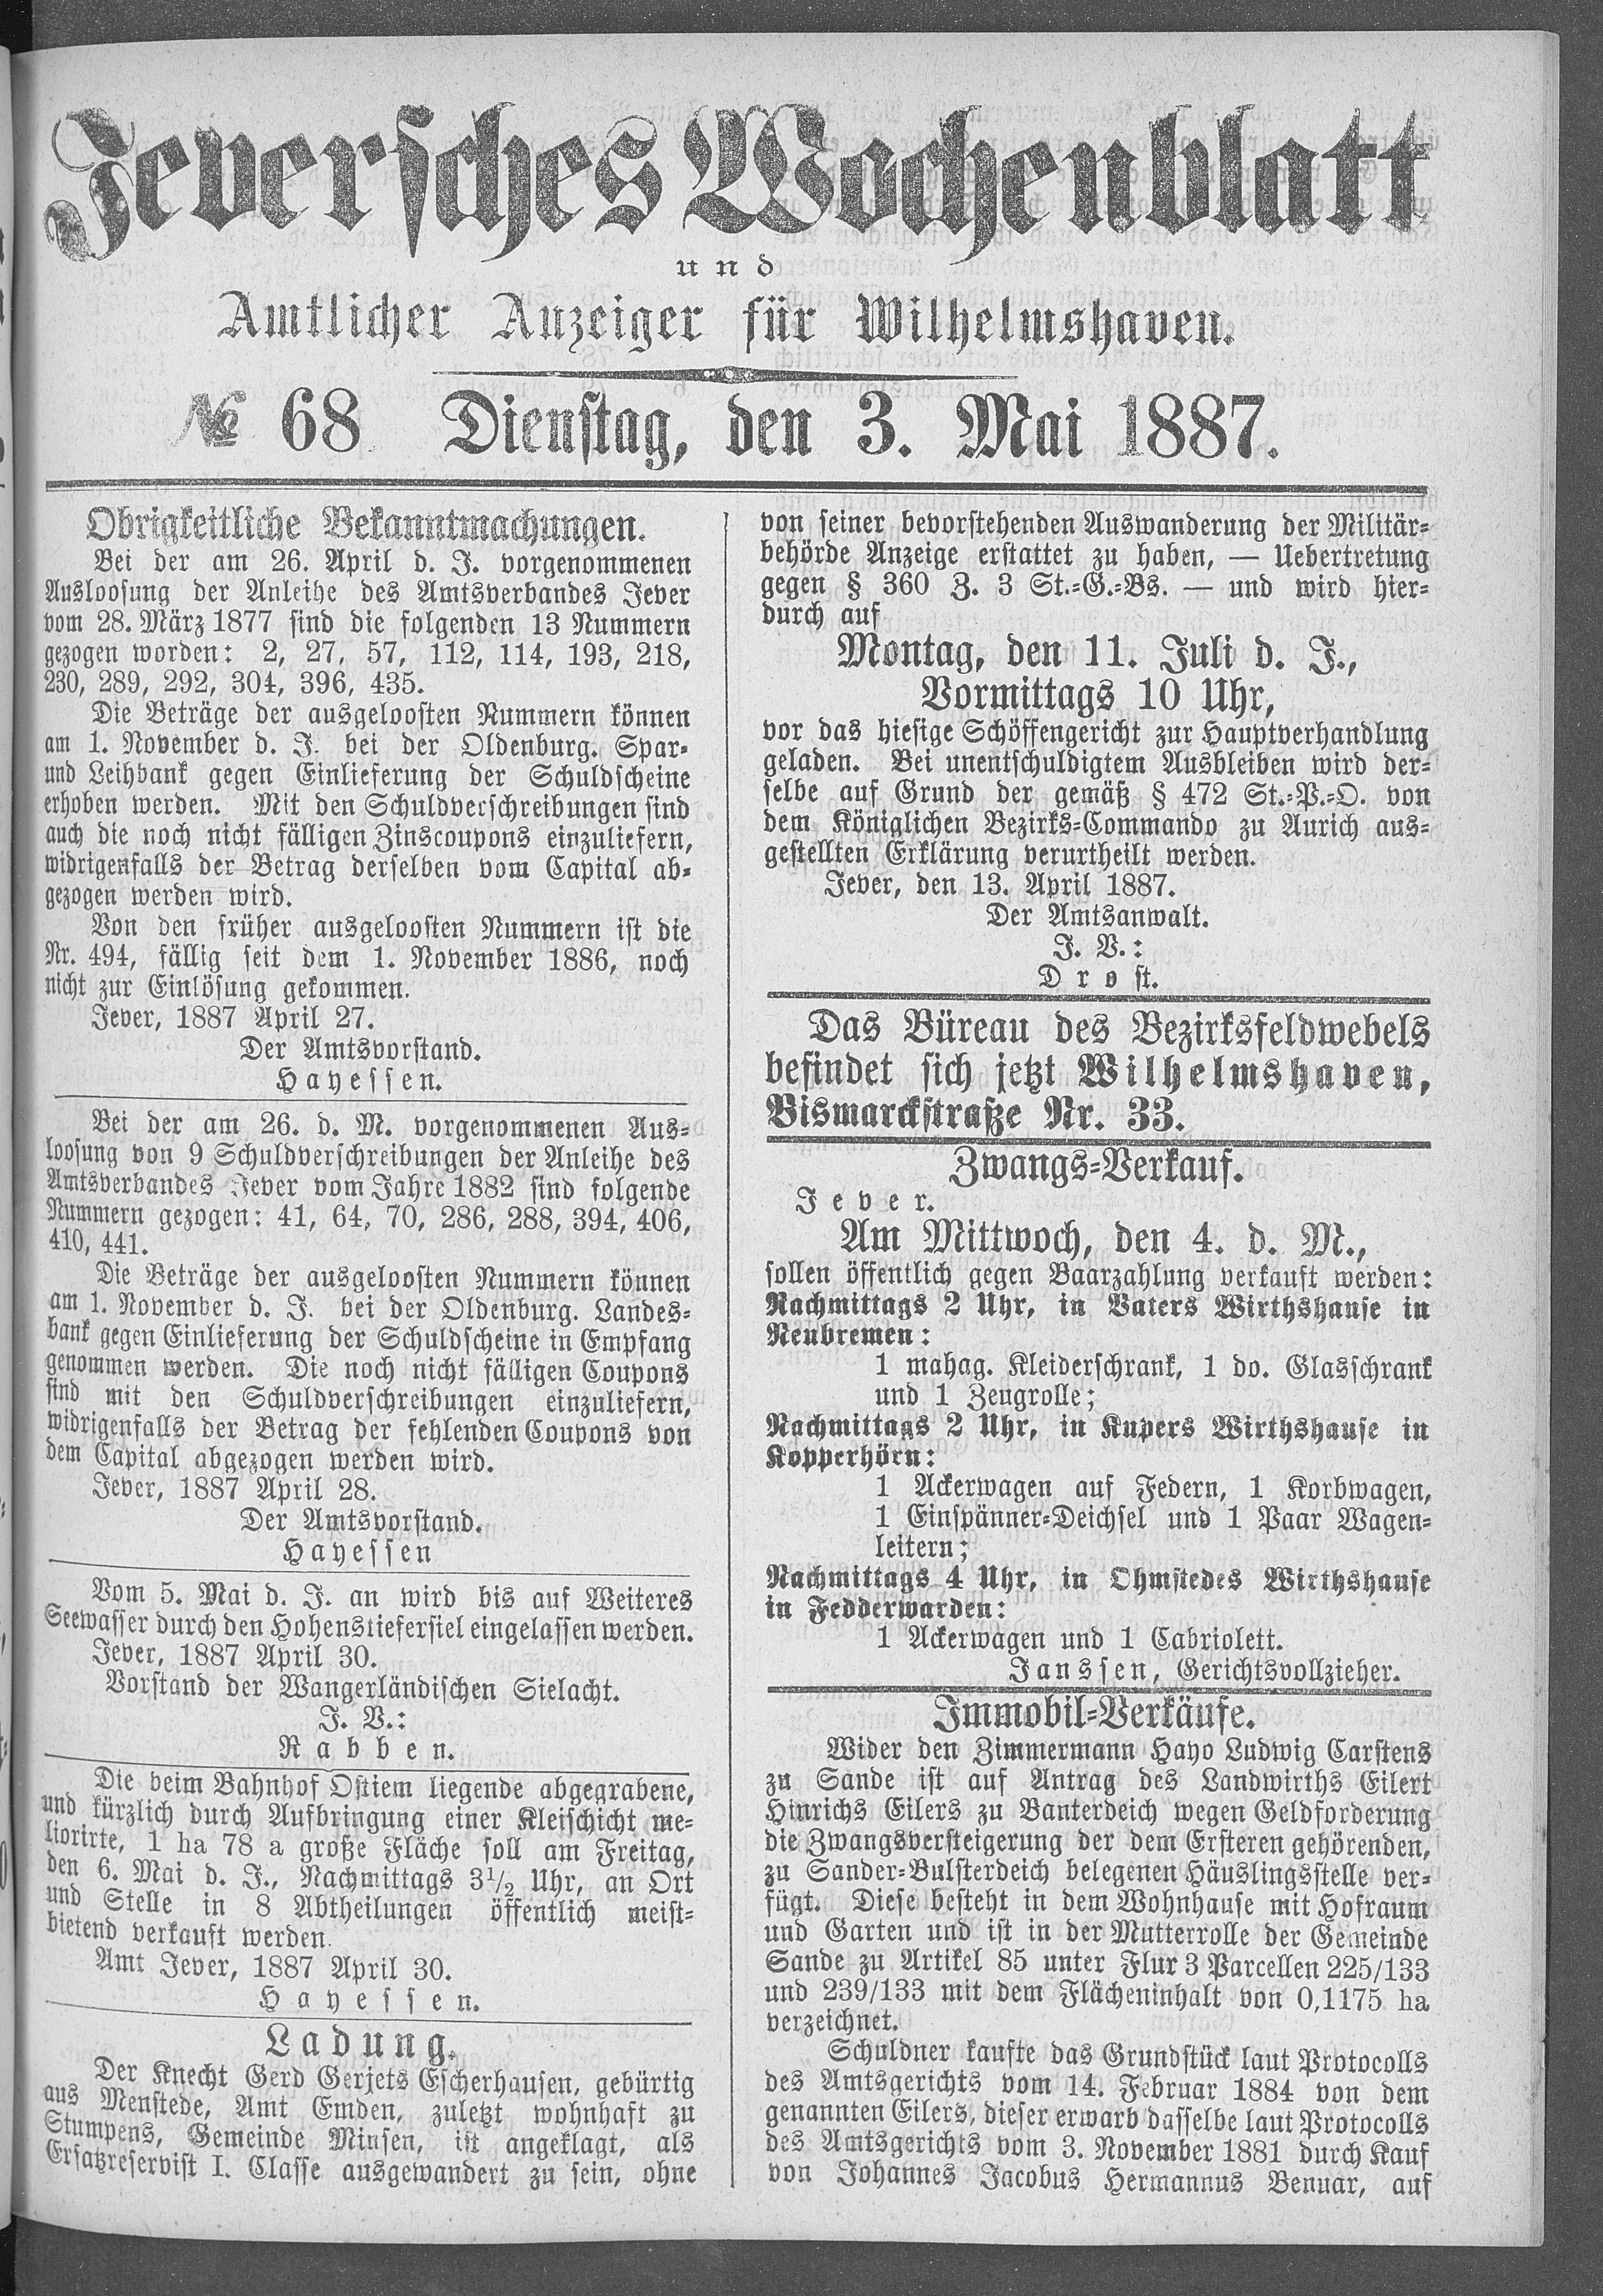 Jeversches Wochenblatt
und
Amtlicher Anzeiger für Wilhelmshaven.
№ 68 Dienstag, den 3. Mai 1887.
Obrigkeitliche Bekanntmachungen.
Bei der am 26. April d. J. vorgenommenen
Ausloosung der Anleihe des Amtsverbandes Jever
vom 28. März 1877 sind die folgenden 13 Nummern
gezogen worden: 2, 27, 57, 112, 114, 193, 218,
230, 289, 292, 304, 396, 435.
Die Beträge der ausgeloosten Nummern können
am 1. November d. J. bei der Oldenburg. Spar-
und Leihbank gegen Einlieferung der Schuldscheine
erhoben werden. Mit den Schuldverschreibungen sind
auch die noch nicht fälligen Zinscoupons einzuliefern,
widrigenfalls der Betrag derselben vom Capital ab-
gezogen werden wird.
Von den früher ausgeloosten Nummern ist die
Nr. 494, fällig seit dem 1. November 1886, noch
nicht zur Einlösung gekommen.
Jever, 1887 April 27.
Der Amtsvorstand.
Hayessen.
Bei der am 26. d. M. vorgenommenen Aus-
loosung von 9 Schuldverschreibungen der Anleihe des
Amtsverbandes Jever vom Jahre 1882 sind folgende
Nummern gezogen: 41, 64, 70, 286, 288, 394, 406,
410, 441.
Die Beträge der ausgeloosten Nummern können
am 1. November d. J. bei der Oldenburg. Landes-
bank gegen Einlieferung der Schuldscheine in Empfang
genommen werden. Die noch nicht fälligen Coupons
sind mit den Schuldverschreibungen einzuliefern,
widrigenfalls der Betrag der fehlenden Coupons von
dem Capital abgezogen werden wird.
Jever, 1887 April 28.
Der Amtsvorstand.
Hayessen
Vom 5. Mai d. J. an wird bis auf Weiteres
Seewasser durch den Hohenstiefersiel eingelassen werden.
Jever, 1887 April 30.
Vorstand der Wangerländischen Sielacht.
J. V.:
Rabben.
Die beim Bahnhof Ostiem liegende abgegrabene,
und kürzlich durch Aufbringung einer Kleischicht me-
liorirte, 1 ha 78 a große Fläche soll am Freitag,
den 6. Mai d. J., Nachmittags 3½ Uhr, an Ort
und Stelle in 8 Abtheilungen öffentlich meist-
bietend verkauft werden.
Amt Jever, 1887 April 30.
Hayessen.
Ladung.
Der Knecht Gerd Gerjets Escherhausen, gebürtig
aus Menstede, Amt Emden, zuletzt wohnhaft zu
Stumpens, Gemeinde Minsen, ist angeklagt, als
Ersatzreservist I. Classe ausgewandert zu sein, ohne
von seiner bevorstehenden Auswanderung der Militär-
behörde Anzeige erstattet zu haben, — Uebertretung
gegen § 360 Z. 3 St.-G.-Bs. — und wird hier-
durch auf
Montag, den 11. Juli d. J.,
Vormittags 10 Uhr,
vor das hiesige Schöffengericht zur Hauptverhandlung
geladen. Bei unentschuldigtem Ausbleiben wird der-
selbe auf Grund der gemäß § 472 St.-P.-O. von
dem Königlichen Bezirks-Commando zu Aurich aus-
gestellten Erklärung verurtheilt werden.
Jever, den 13. April 1887.
Der Amtsanwalt.
J. V.:
Drost.
Das Büreau des Bezirksfeldwebels
befindet sich jetzt Wilhelmshaven,
Bismarckstraße Nr. 33.
Zwangs-Verkauf.
Jever.
Am Mittwoch, den 4. d. M.,
sollen öffentlich gegen Baarzahlung verkauft werden:
Nachmittags 2 Uhr, in Vaters Wirthshause in
Neubremen:
1 mahag. Kleiderschrank, 1 do. Glasschrank
und 1 Zeugrolle;
Nachmittags 2 Uhr, in Kupers Wirthshause in
Kopperhörn:
1 Ackerwagen auf Federn, 1 Korbwagen,
1 Einspänner-Deichsel und 1 Paar Wagen-
leitern;
Nachmittags 4 Uhr, in Ohmstedes Wirthshause
in Fedderwarden:
1 Ackerwagen und 1 Cabriolett.
Janssen, Gerichtsvollzieher.
Immobil-Verkäufe.
Wider den Zimmermann Hayo Ludwig Carstens
zu Sande ist auf Antrag des Landwirths Eilert
Hinrichs Eilers zu Banterdeich wegen Geldforderung
die Zwangsversteigerung der dem Ersteren gehörenden,
zu Sander-Bulsterdeich belegenen Häuslingsstelle ver-
fügt. Diese besteht in dem Wohnhause mit Hofraum
und Garten und ist in der Mutterrolle der Gemeinde
Sande zu Artikel 85 unter Flur 3 Parcellen 225/133
und 239/133 mit dem Flächeninhalt von 0,1175 ha
verzeichnet.
Schuldner kaufte das Grundstück laut Protocolls
des Amtsgerichts vom 14. Februar 1884 von dem
genannten Eilers, dieser erwarb dasselbe laut Protocolls
des Amtsgerichts vom 3. November 1881 durch Kauf
von Johannes Jacobus Hermannus Bennar, auf